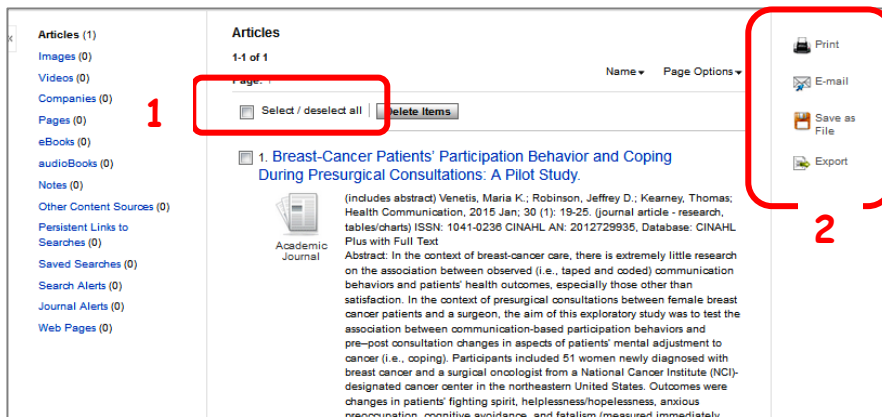 Articles (1)
Images (0)
Videos (0)
Companies (0)
Pages (0)
eBooks (0)
audioBooks (0)
Notes (0)
Other Content Sources (0)
Persistent Links to
Searches (0)
Saved Searches (0)
Search Alerts (0)
Journal Alerts (0)
Web Pages (0)
1
Articles
1-1 of 1
Page:
Name Page Options
Select / deselect all Delete Items
1. Breast-Cancer Patients' Participation Behavior and Coping
During Presurgical Consultations: A Pilot Study.
Academic
Journal
(includes abstract) Venetis, Maria K.; Robinson, Jeffrey D.; Kearney, Thomas;
Health Communication, 2015 Jan; 30 (1): 19-25. (journal article - research,
tables/charts) ISSN: 1041-0236 CINAHL AN: 2012729935, Database: CINAHL
Plus with Full Text
Abstract: In the context of breast-cancer care, there is extremely little research
on the association between observed (i.e., taped and coded) communication
behaviors and patients' health outcomes, especially those other than
satisfaction. In the context of presurgical consultations between female breast
cancer patients and a surgeon, the aim of this exploratory study was to test the
association between communication-based participation behaviors and
pre–post consultation changes in aspects of patients' mental adjustment to
cancer (i.e., coping). Participants included 51 women newly diagnosed with
breast cancer and a surgical oncologist from a National Cancer Institute (NCI)-
designated cancer center in the northeastern United States. Outcomes were
changes in patients' fighting spirit, helplessness/hopelessness, anxious
preoccupation, cognitive avoidance, and fatalism (measured immediately
Print
E-mail
Save as
File
Export
2